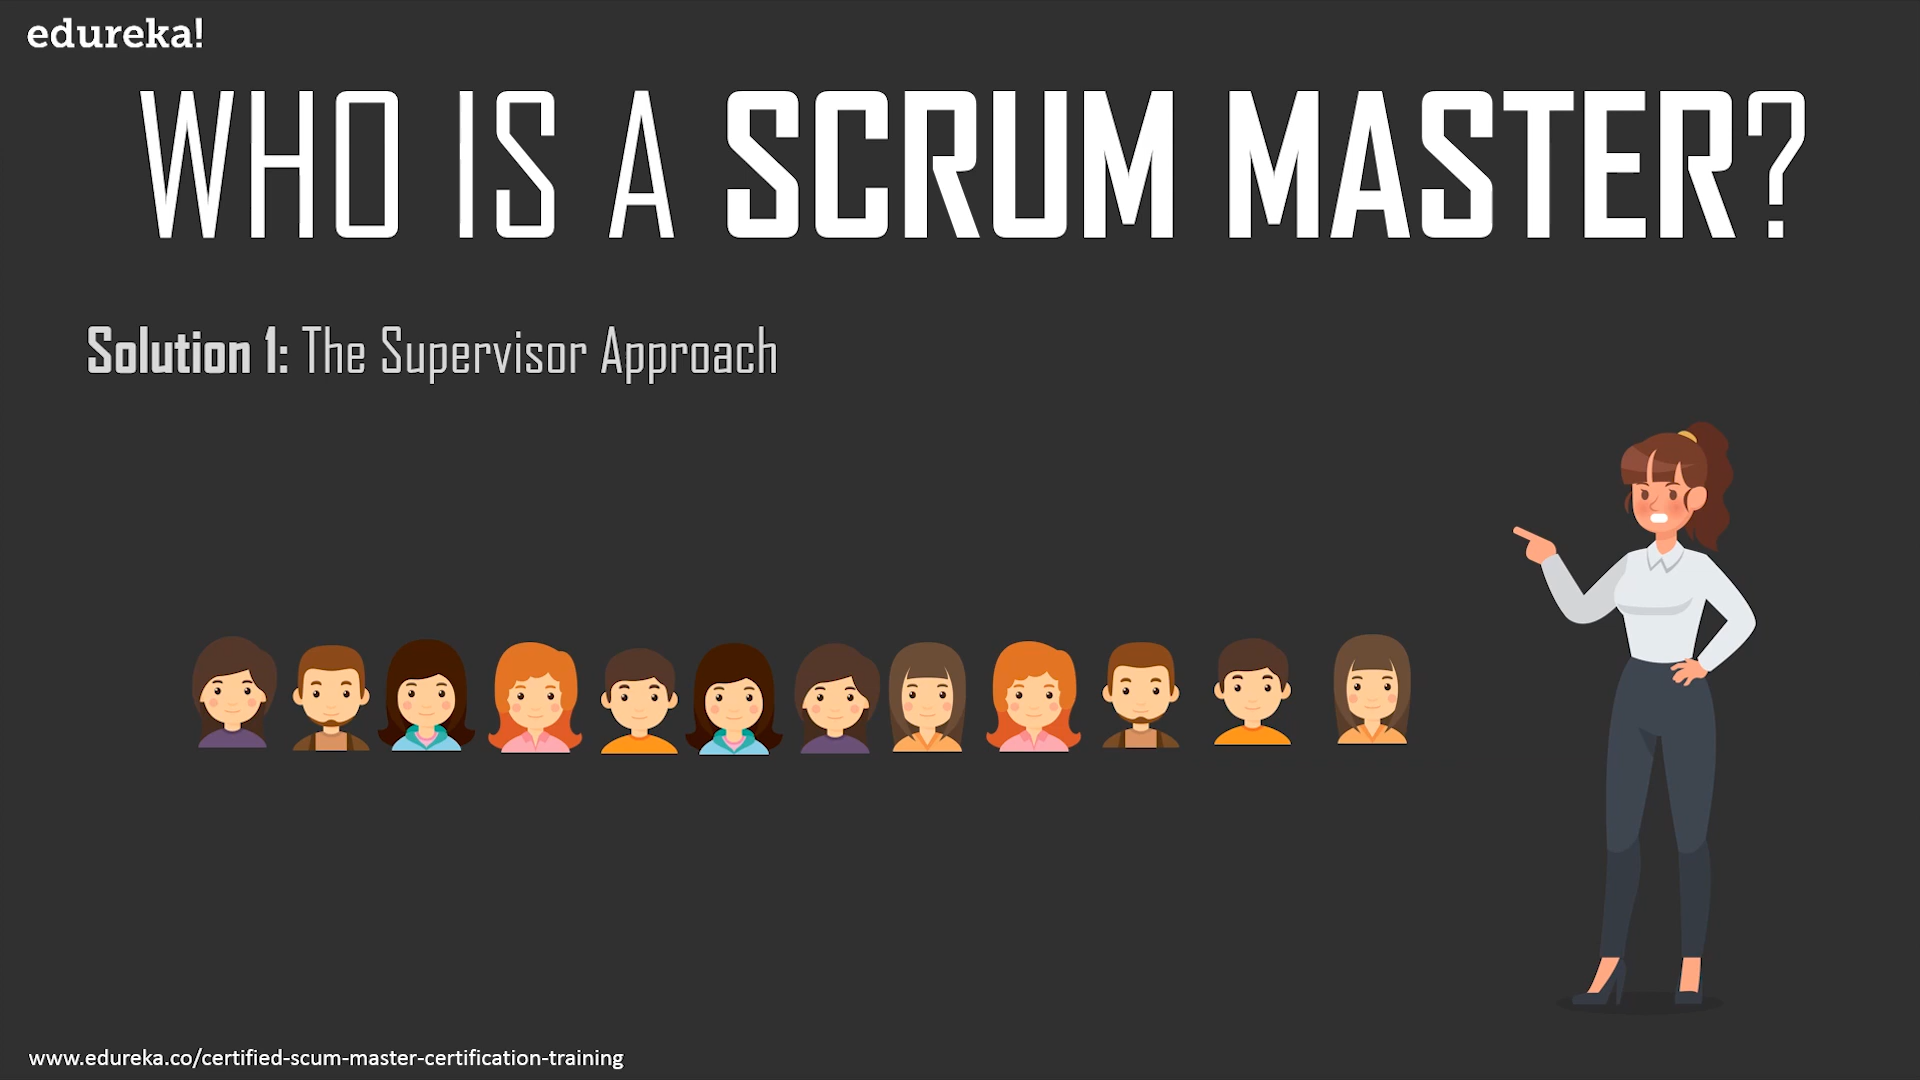 edureka!
WHO IS A SCRUM MASTER?
Solution 1: The Supervisor Approach
www.edureka.co/certified-scum-master-certification-training